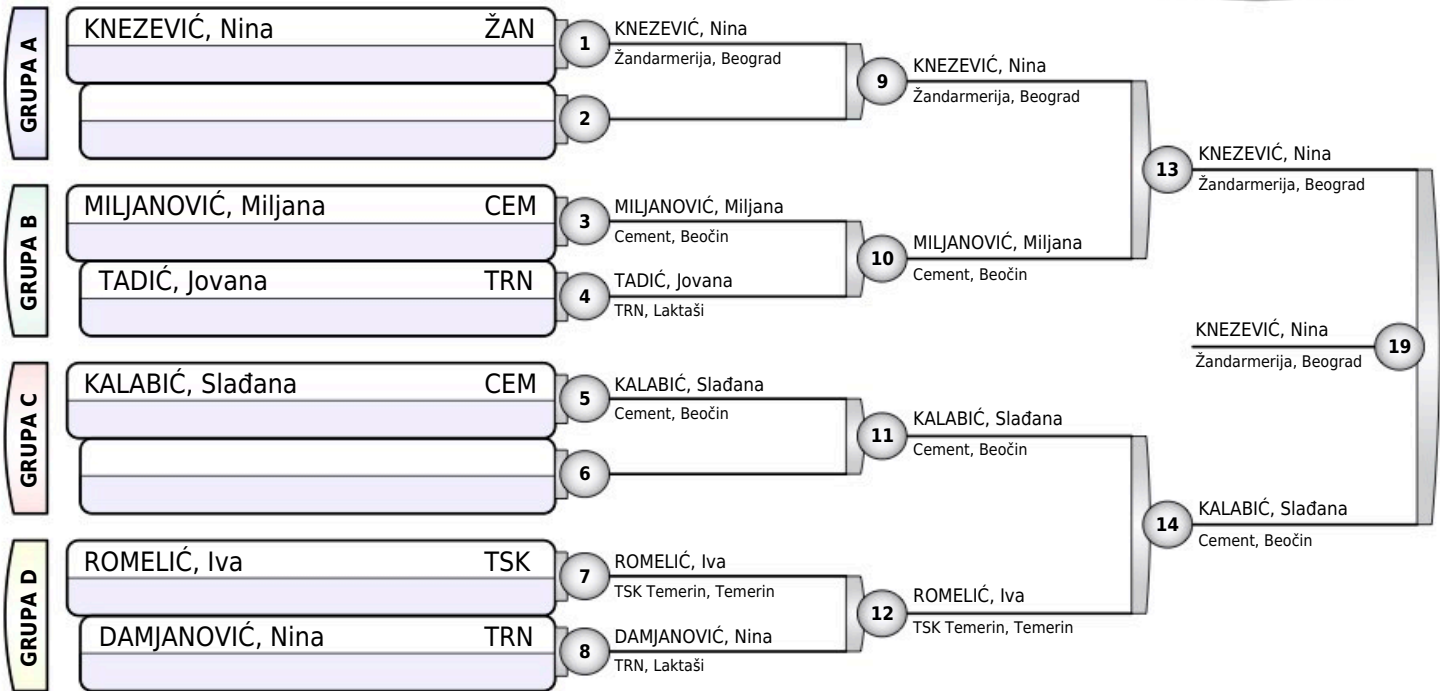 GRUPA A
KNEZEVIĆ, Nina ŽAN
1
KNEZEVIĆ, Nina
Žandarmerija, Beograd
2
9
KNEZEVIĆ, Nina
Žandarmerija, Beograd
GRUPA B
MILJANOVIĆ, Miljana CEM
3
MILJANOVIĆ, Miljana
Cement, Beočin
TADIĆ, Jovana TRN
4
TADIĆ, Jovana
TRN, Laktaši
10
MILJANOVIĆ, Miljana
Cement, Beočin
13
KNEZEVIĆ, Nina
Žandarmerija, Beograd
GRUPA C
KALABIĆ, Slađana CEM
5
KALABIĆ, Slađana
Cement, Beočin
6
11
KALABIĆ, Slađana
Cement, Beočin
GRUPA D
ROMELIĆ, Iva TSK
7
ROMELIĆ, Iva
TSK Temerin, Temerin
DAMJANOVIĆ, Nina TRN
8
DAMJANOVIĆ, Nina
TRN, Laktaši
12
ROMELIĆ, Iva
TSK Temerin, Temerin
14
KALABIĆ, Slađana
Cement, Beočin
KNEZEVIĆ, Nina
Žandarmerija, Beograd
19